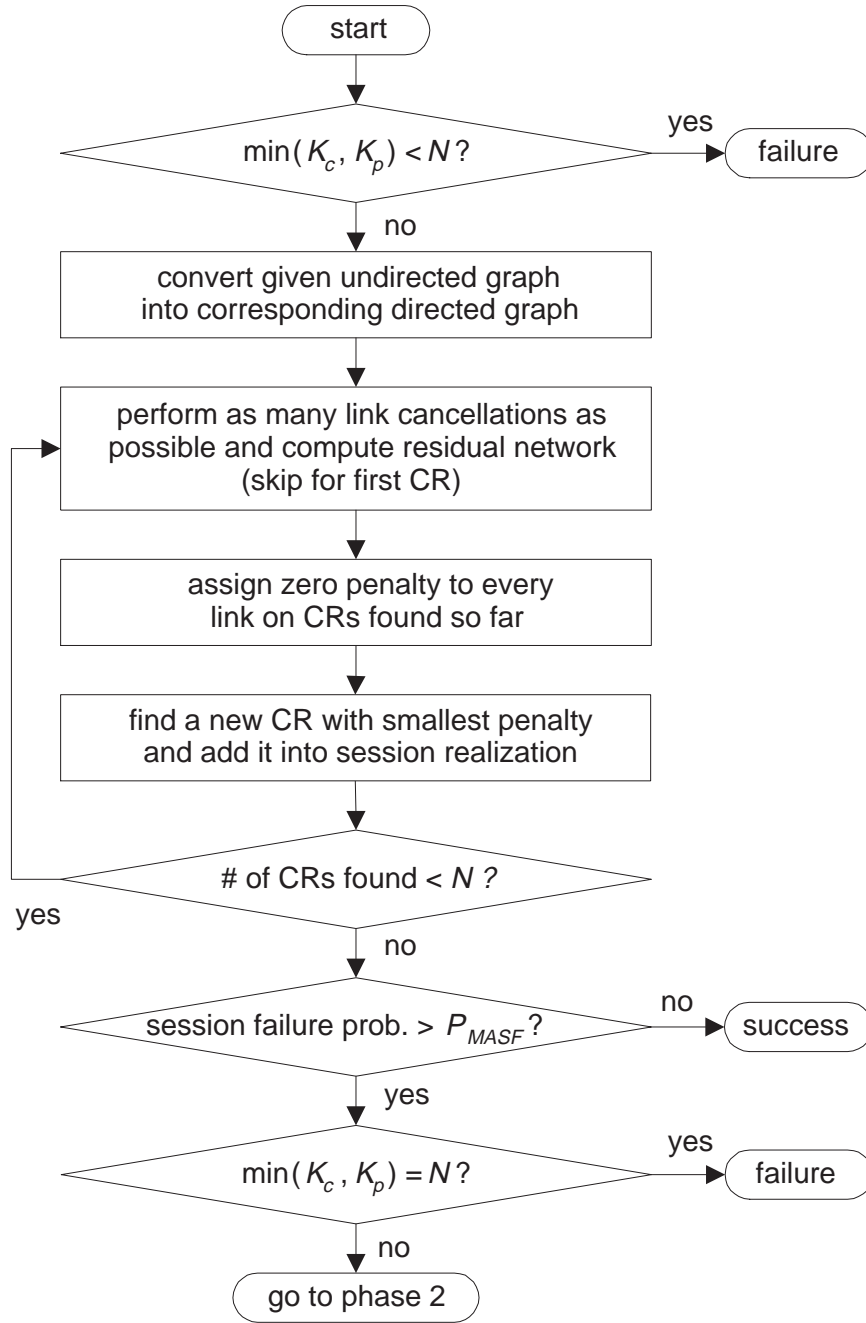 start
min(K_c, K_p) < N?
yes
failure
no
convert given undirected graph
into corresponding directed graph
perform as many link cancellations as
possible and compute residual network
(skip for first CR)
assign zero penalty to every
link on CRs found so far
find a new CR with smallest penalty
and add it into session realization
# of CRs found < N ?
yes
no
session failure prob. > P_MASF?
no
success
yes
min(K_c, K_p) = N?
yes
failure
no
go to phase 2